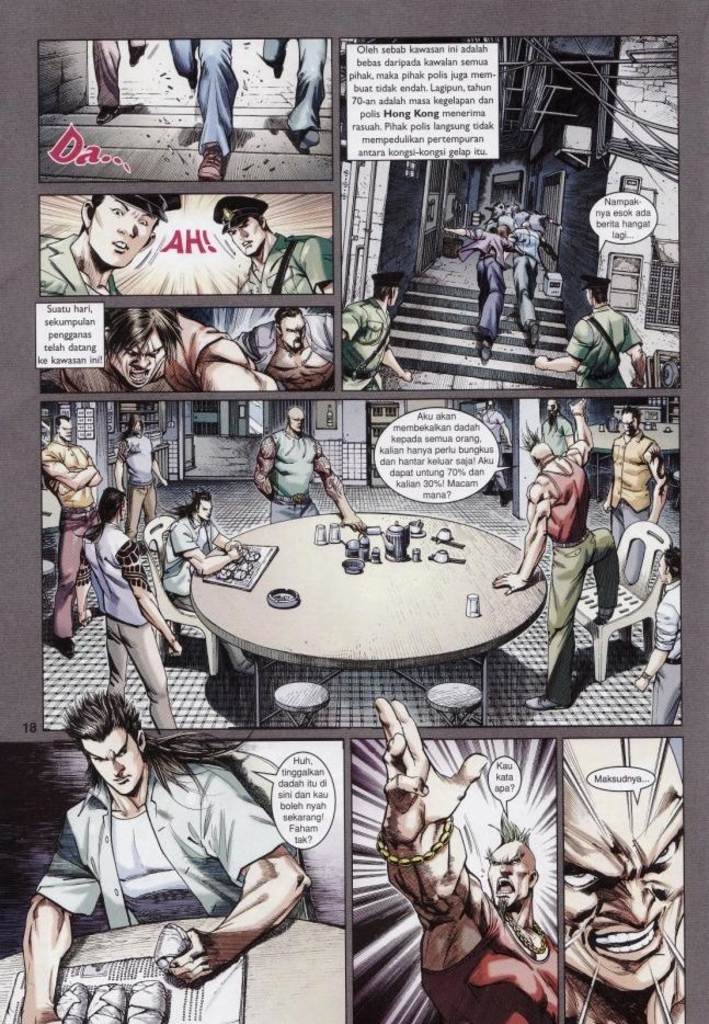 Da...
Oleh sebab kawasan ini adalah
bebas daripada kawalan semua
pihak, maka pihak polis juga mem-
buat tidak endah. Lagipun, tahun
70-an adalah masa kegelapan dan
polis Hong Kong menerima
rasuah. Pihak polis langsung tidak
mempedulikan pertempuran
antara kongsi-kongsi gelap itu.
AH!
Nampak-
nya esok ada
berita hangat
lagi...
Suatu hari,
sekumpulan
pengganas
telah datang
ke kawasan ini!
Aku akan
membekalkan dadah
kepada semua orang,
kalian hanya perlu bungkus
dan hantar keluar saja! Aku
dapat untung 70% dan
kalian 30%! Macam
mana?
18
Huh,
tinggalkan
dadah itu di
sini dan kau
boleh nyah
sekarang!
Faham
tak?
Kau
kata
apa?
Maksudnya...